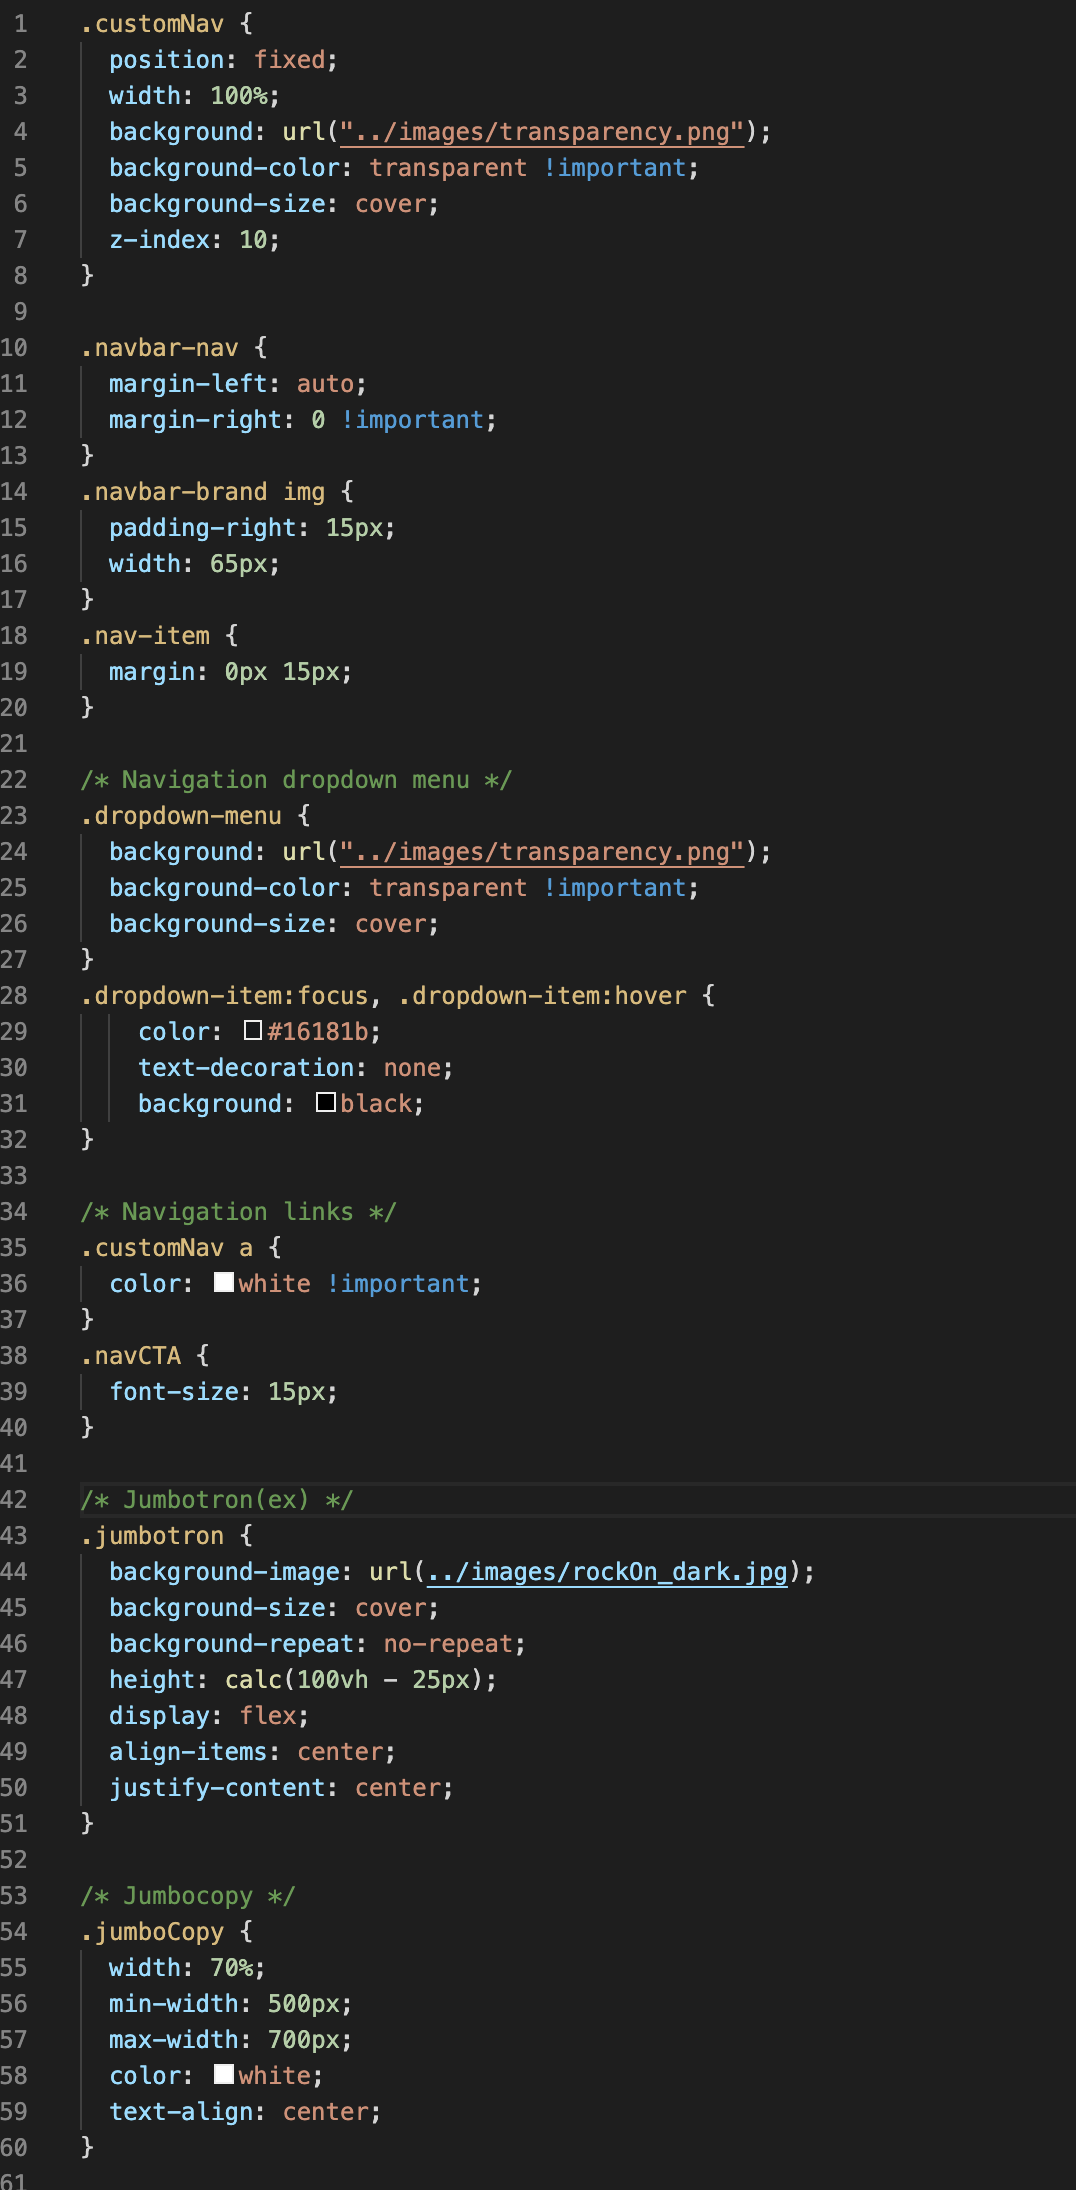 1 .customNav {
2 position: fixed;
3 width: 100%;
4 background: url("../images/transparency.png");
5 background-color: transparent !important;
6 background-size: cover;
7 z-index: 10;
8 }
9
10 .navbar-nav {
11 margin-left: auto;
12 margin-right: 0 !important;
13 }
14 .navbar-brand img {
15 padding-right: 15px;
16 width: 65px;
17 }
18 .nav-item {
19 margin: 0px 15px;
20 }
21
22 /* Navigation dropdown menu */
23 .dropdown-menu {
24 background: url("../images/transparency.png");
25 background-color: transparent !important;
26 background-size: cover;
27 }
28 .dropdown-item:focus, .dropdown-item:hover {
29 color: #16181b;
30 text-decoration: none;
31 background: black;
32 }
33
34 /* Navigation links */
35 .customNav a {
36 color: white !important;
37 }
38 .navCTA {
39 font-size: 15px;
40 }
41
42 /* Jumbotron(ex) */
43 .jumbotron {
44 background-image: url(../images/rockOn_dark.jpg);
45 background-size: cover;
46 background-repeat: no-repeat;
47 height: calc(100vh - 25px);
48 display: flex;
49 align-items: center;
50 justify-content: center;
51 }
52
53 /* Jumbocopy */
54 .jumboCopy {
55 width: 70%;
56 min-width: 500px;
57 max-width: 700px;
58 color: white;
59 text-align: center;
60 }
61